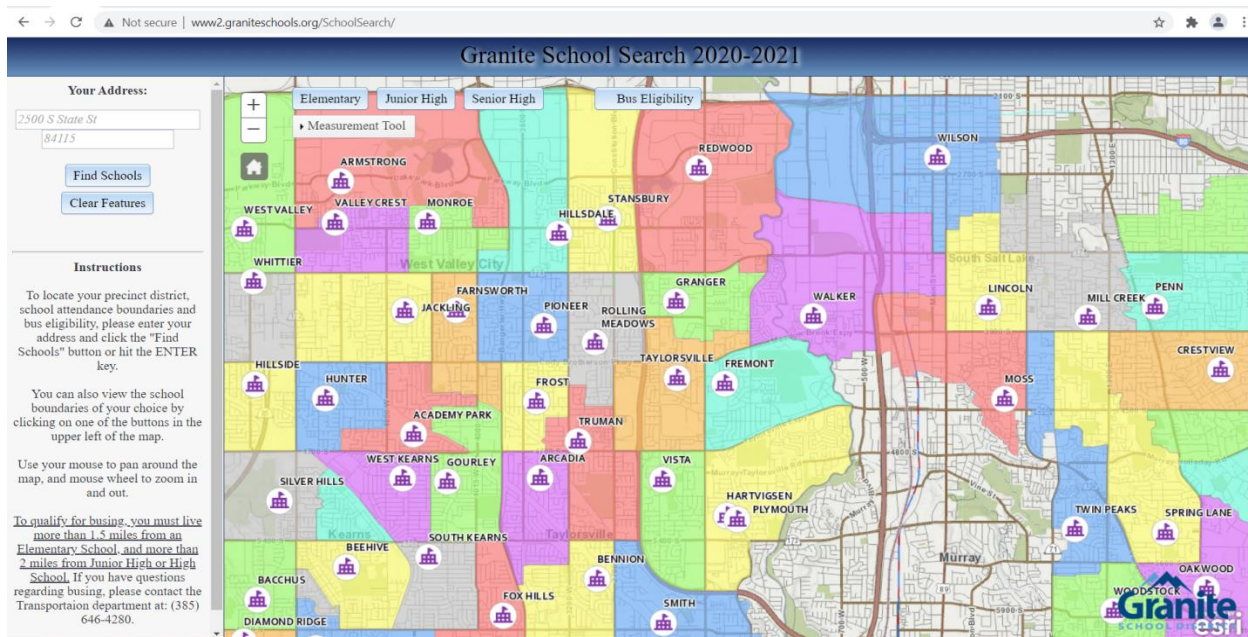 Not secure | www2.graniteschools.org/SchoolSearch/
Granite School Search 2020-2021
Your Address:
2500 S State St
84115
Find Schools
Clear Features
Instructions
To locate your precinct district,
school attendance boundaries and
bus eligibility, please enter your
address and click the "Find
Schools" button or hit the ENTER
key.
You can also view the school
boundaries of your choice by
clicking on one of the buttons in the
upper left of the map.
Use your mouse to pan around the
map, and mouse wheel to zoom in
and out.
To qualify for busing, you must live
more than 1.5 miles from an
Elementary School, and more than
2 miles from Junior High or High
School. If you have questions
regarding busing, please contact the
Transportaion department at: (385)
646-4280.
+
−
Elementary
Junior High
Senior High
Bus Eligibility
Measurement Tool
2100 S
WILSON
REDWOOD
ARMSTRONG
STANSBURY
WEST VALLEY
VALLEY CREST
MONROE
HILLSDALE
WHITTIER
West Valley City
South Salt Lake
GRANGER
FARNSWORTH
JACKLING
PIONEER
ROLLING
MEADOWS
WALKER
LINCOLN
MILL CREEK
PENN
HILLSIDE
HUNTER
FROST
TAYLORSVILLE
FREMONT
MOSS
CRESTVIEW
ACADEMY PARK
TRUMAN
4800 S
WEST KEARNS
GOURLEY
ARCADIA
VISTA
SILVER HILLS
HARTVIGSEN
PLYMOUTH
Kearns
Taylorsville
Vine St
TWIN PEAKS
SPRING LANE
BEEHIVE
SOUTH KEARNS
BENNION
Murray
BACCHUS
OAKWOOD
WOODSTOCK
FOX HILLS
SMITH
DIAMOND RIDGE
5900 S
Granite
SCHOOL DISTRICT
esri